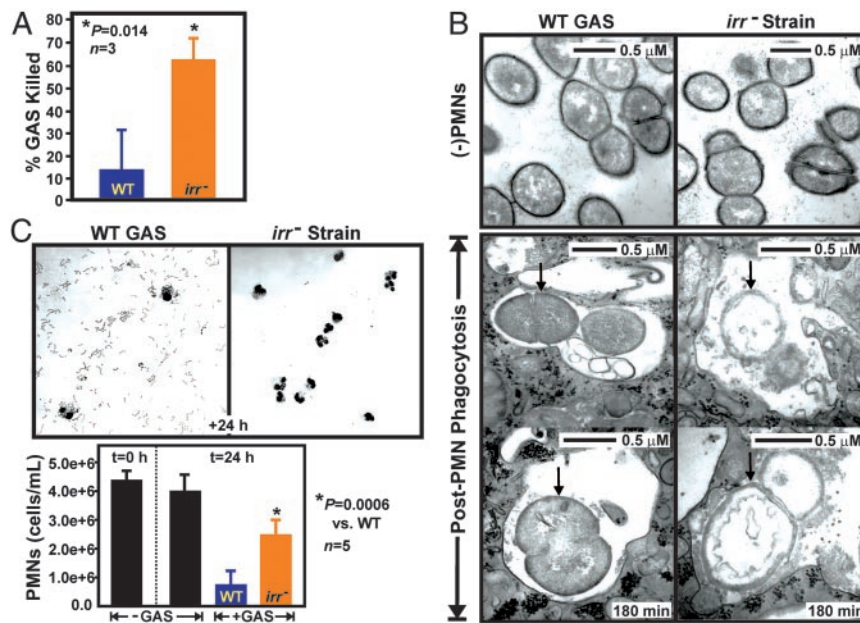 A
*P=0.014
n=3
*
% GAS Killed
80
70
60
50
40
30
20
10
0
WT
irr-
B
WT GAS
irr- Strain
(-)PMNs
0.5 µM
0.5 µM
Post-PMN Phagocytosis
0.5 µM
0.5 µM
0.5 µM
0.5 µM
180 min
180 min
C
WT GAS
irr- Strain
+24 h
PMNs (cells/mL)
5.0e+6
4.0e+6
3.0e+6
2.0e+6
1.0e+6
0.0
t=0 h
t=24 h
*
WT
irr-
-GAS
+GAS
*P=0.0006
vs. WT
n=5